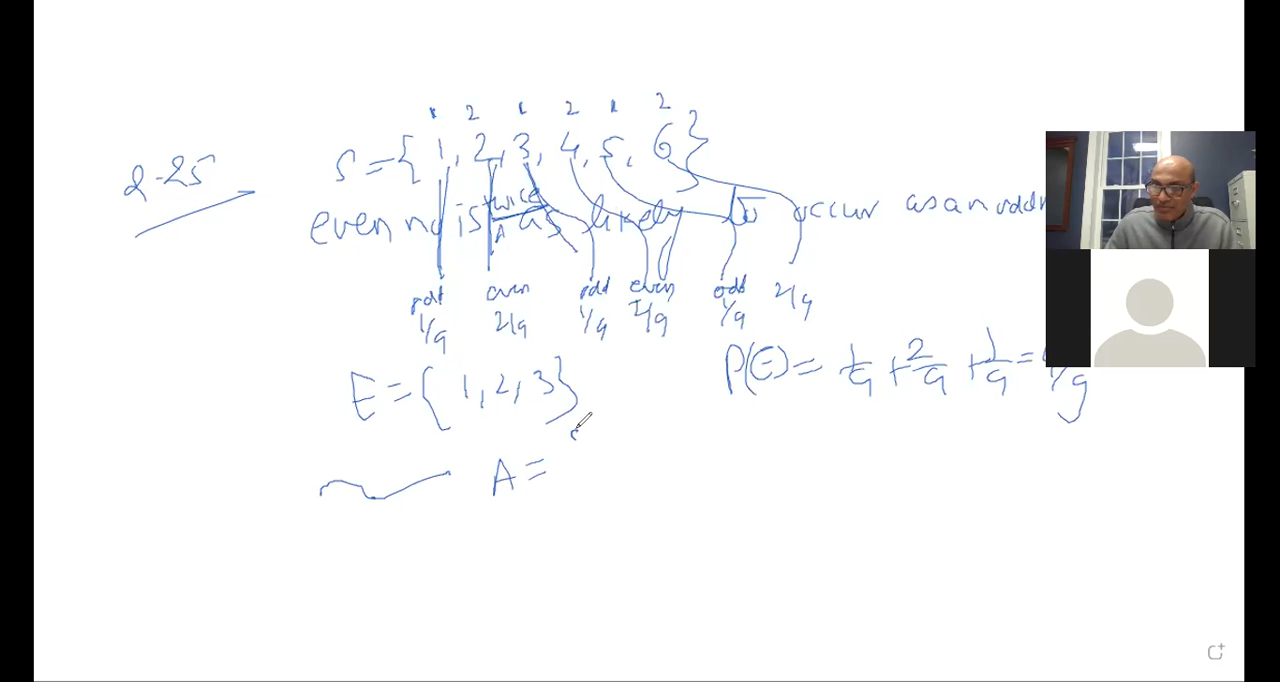 1 2 1 2 1 2
2-25 S={1,2,3,4,5,6}
twice
even no is as likely to occur as an odd
odd even odd even odd
1/9 2/9 1/9 2/9 1/9 2/9
E={1,2,3} P(E)= 1/9 + 2/9 + 1/9 = 4/9
A=